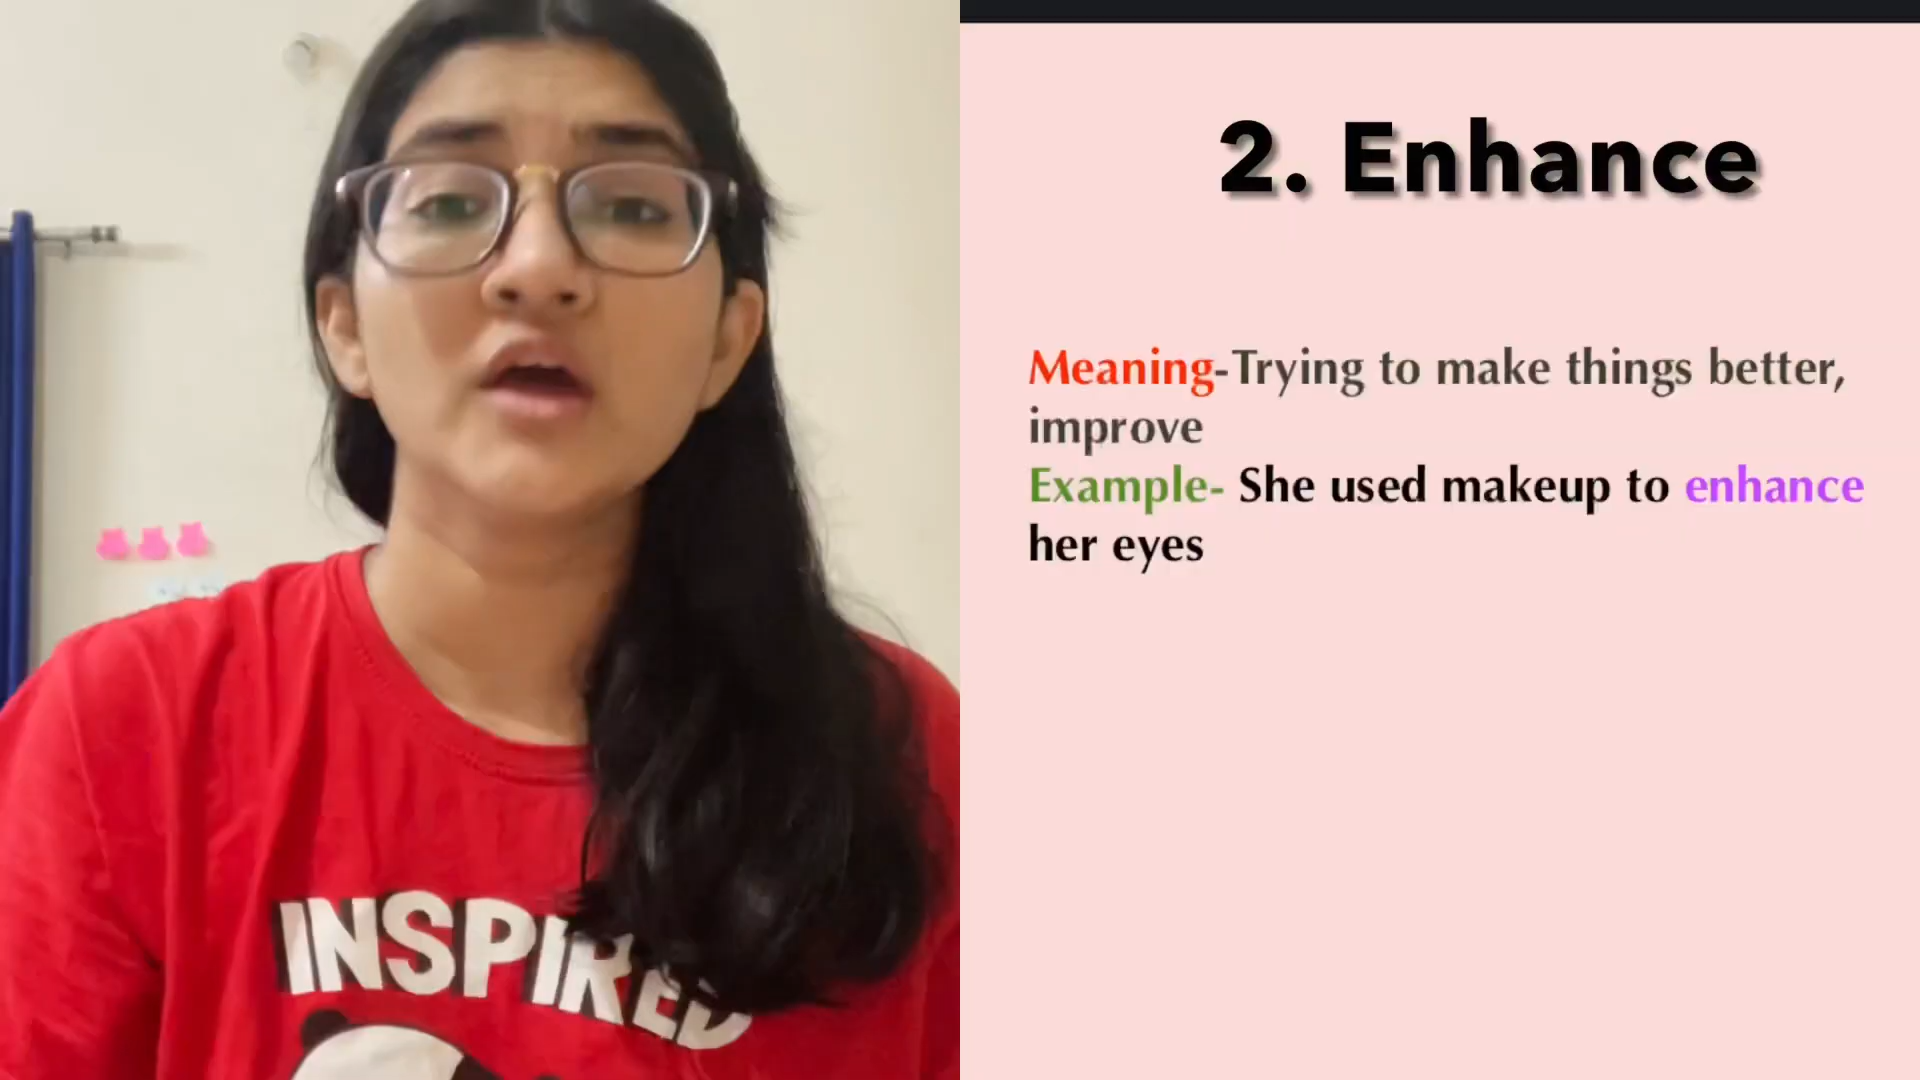 2. Enhance
Meaning-Trying to make things better,
improve
Example- She used makeup to enhance
her eyes
INSPIRED